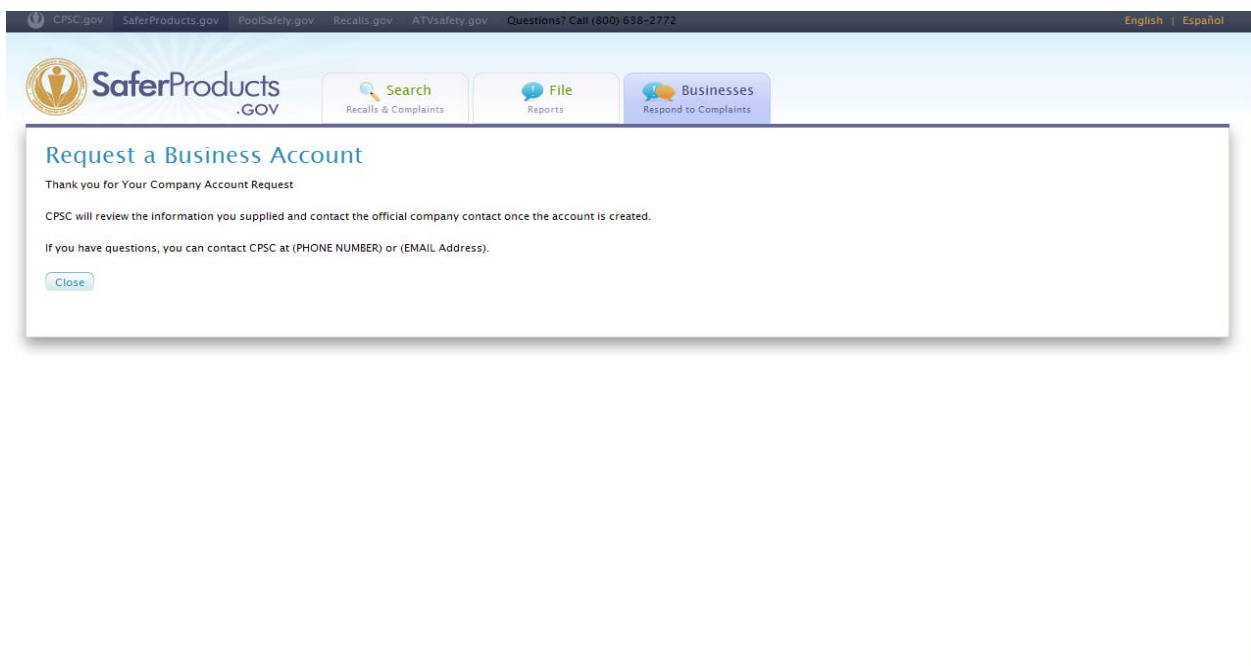 CPSC.gov SaferProducts.gov PoolSafely.gov Recalls.gov ATVsafety.gov Questions? Call (800) 638-2772 English | Español
SaferProducts
.GOV
Search
Recalls & Complaints
File
Reports
Businesses
Respond to Complaints
Request a Business Account
Thank you for Your Company Account Request
CPSC will review the information you supplied and contact the official company contact once the account is created.
If you have questions, you can contact CPSC at (PHONE NUMBER) or (EMAIL Address).
Close